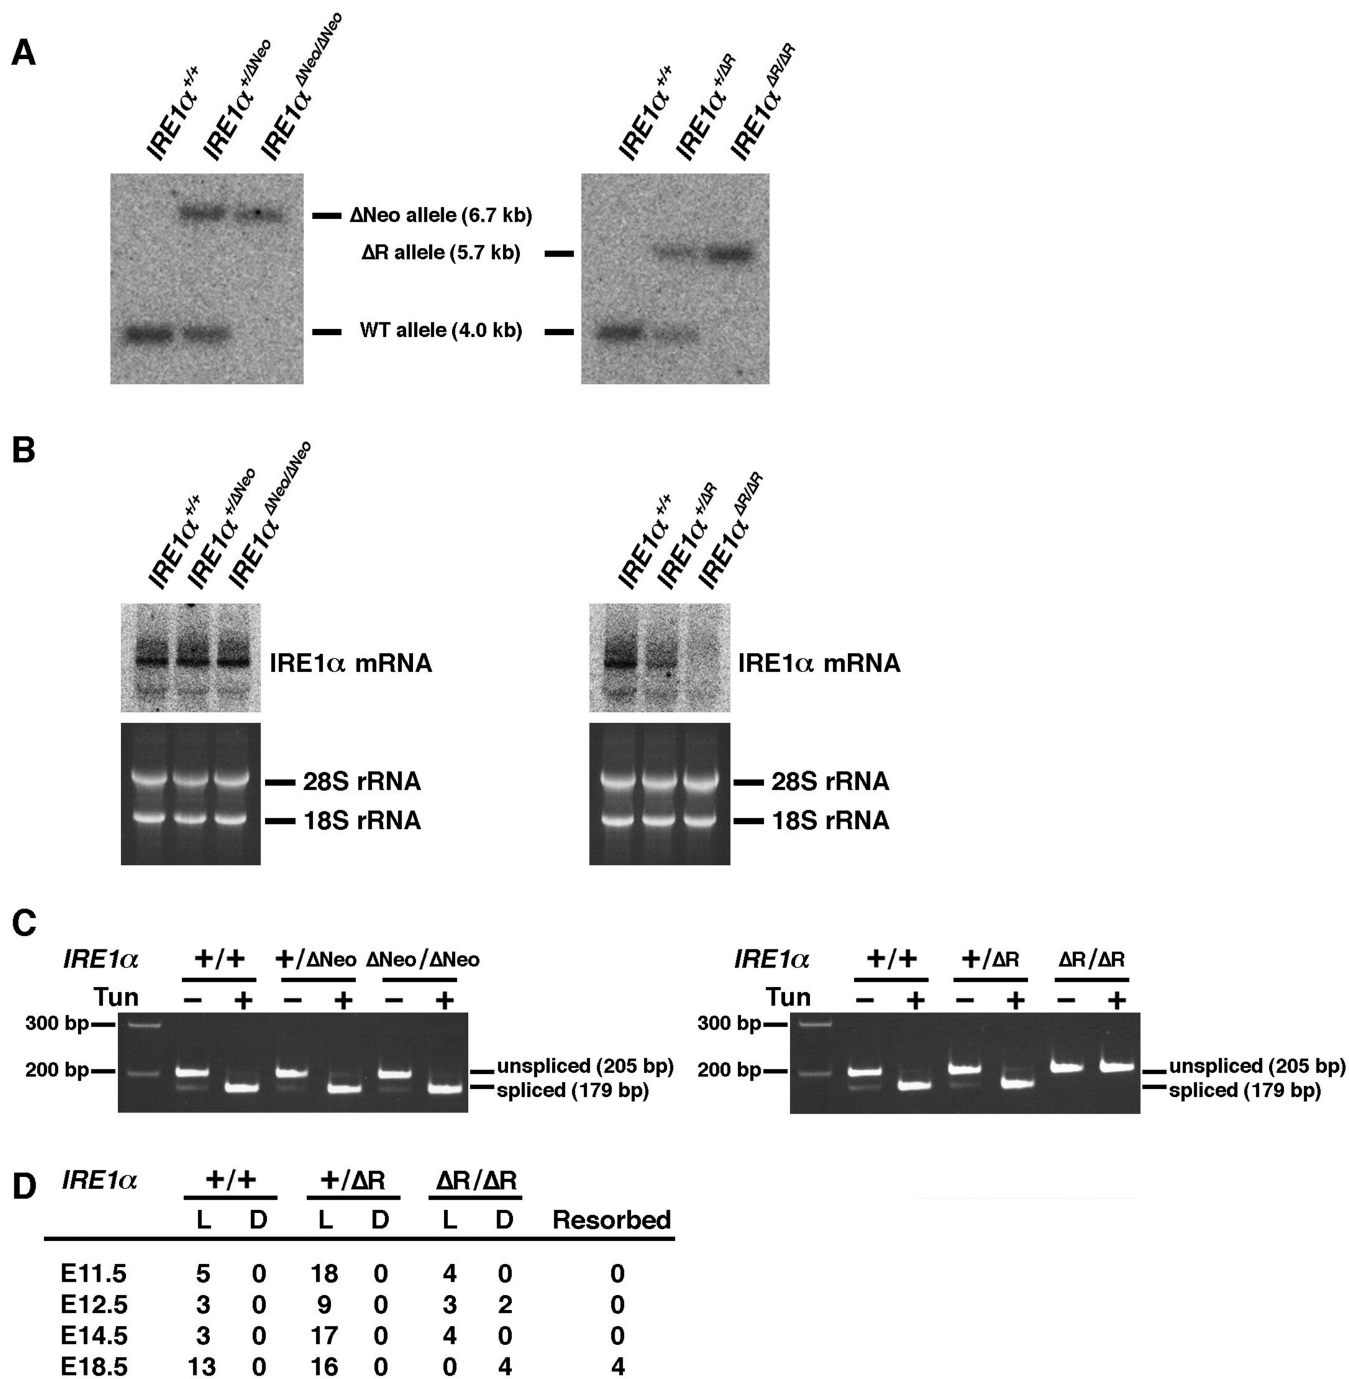 A
IRE1α+/+ IRE1α+/ΔNeo IRE1αΔNeo/ΔNeo IRE1α+/+ IRE1α+/ΔR IRE1αΔR/ΔR
ΔNeo allele (6.7 kb)
ΔR allele (5.7 kb)
WT allele (4.0 kb)
B
IRE1α+/+ IRE1α+/ΔNeo IRE1αΔNeo/ΔNeo IRE1α+/+ IRE1α+/ΔR IRE1αΔR/ΔR
IRE1α mRNA IRE1α mRNA
28S rRNA 28S rRNA
18S rRNA 18S rRNA
C
IRE1α +/+ +/ΔNeo ΔNeo/ΔNeo IRE1α +/+ +/ΔR ΔR/ΔR
Tun − + − + − + Tun − + − + − +
300 bp 300 bp
200 bp unspliced (205 bp) 200 bp unspliced (205 bp)
spliced (179 bp) spliced (179 bp)
D IRE1α +/+ +/ΔR ΔR/ΔR
L D L D L D Resorbed
E11.5 5 0 18 0 4 0 0
E12.5 3 0 9 0 3 2 0
E14.5 3 0 17 0 4 0 0
E18.5 13 0 16 0 0 4 4